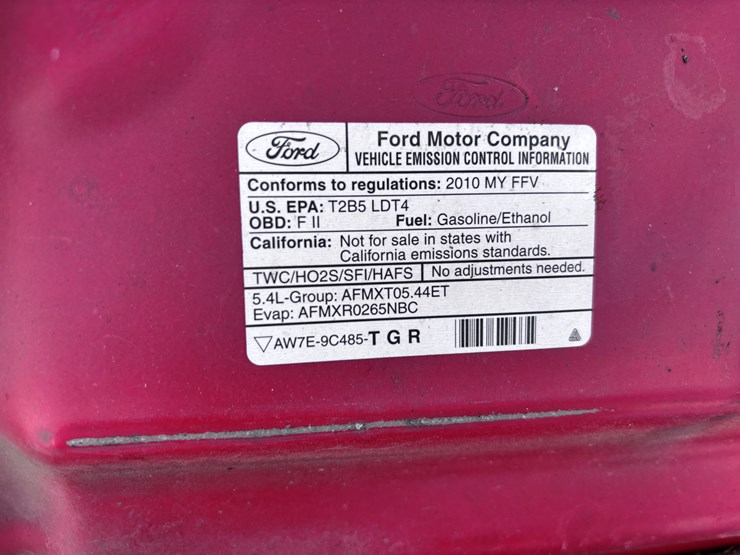 Ford
Ford
Ford Motor Company
VEHICLE EMISSION CONTROL INFORMATION
Conforms to regulations: 2010 MY FFV
U.S. EPA: T2B5 LDT4
OBD: F II Fuel: Gasoline/Ethanol
California: Not for sale in states with
California emissions standards.
TWC/HO2S/SFI/HAFS No adjustments needed.
5.4L-Group: AFMXT05.44ET
Evap: AFMXR0265NBC
▽AW7E-9C485-T G R